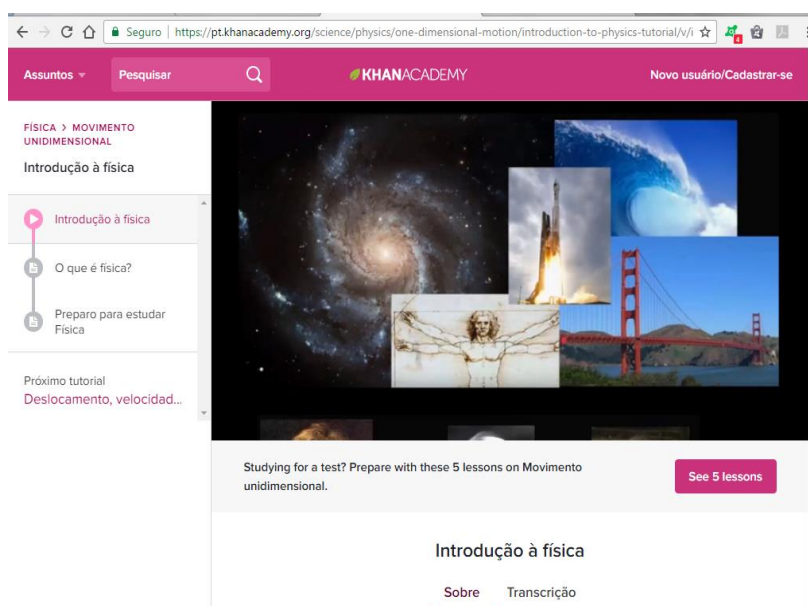 Seguro | https://pt.khanacademy.org/science/physics/one-dimensional-motion/introduction-to-physics-tutorial/v/i
Assuntos Pesquisar KHANACADEMY Novo usuário/Cadastrar-se
FÍSICA > MOVIMENTO
UNIDIMENSIONAL
Introdução à física
Introdução à física
O que é física?
Preparo para estudar
Física
Próximo tutorial
Deslocamento, velocidad...
Studying for a test? Prepare with these 5 lessons on Movimento
unidimensional.
See 5 lessons
Introdução à física
Sobre Transcrição